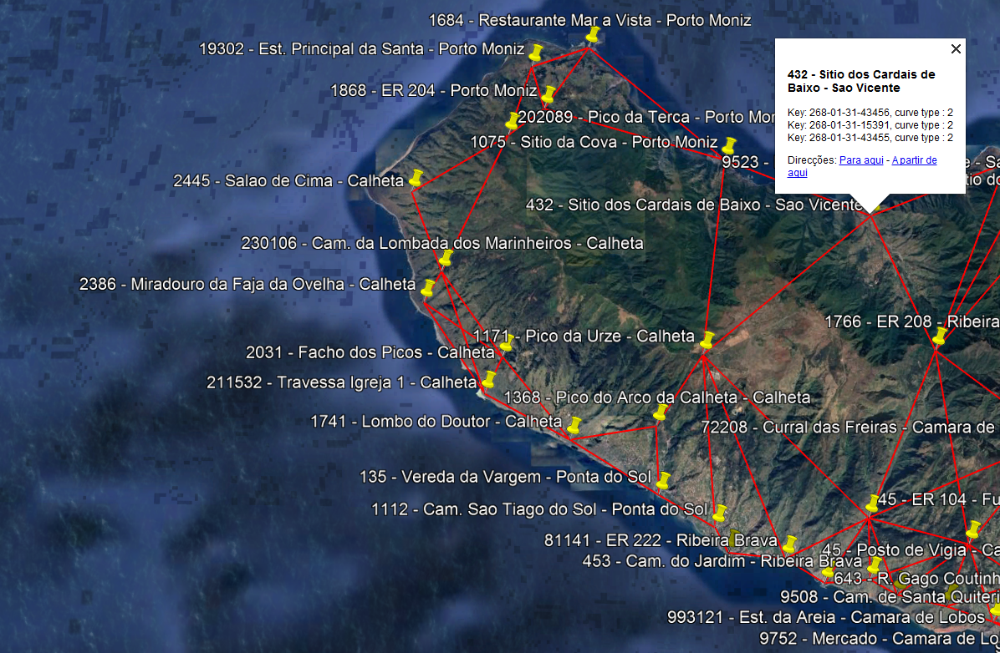 1684 - Restaurante Mar a Vista - Porto Moniz
19302 - Est. Principal da Santa - Porto Moniz
1868 - ER 204 - Porto Moniz
202089 - Pico da Terca - Porto Mor
1075 - Sitio da Cova - Porto Moniz
9523 -
432 - Sitio dos Cardais de
Baixo - Sao Vicente
Key: 268-01-31-43456, curve type : 2
Key: 268-01-31-15391, curve type : 2
Key: 268-01-31-43455, curve type : 2
Direcções: Para aqui - A partir de
aqui
e - Sa
itio do
2445 - Salao de Cima - Calheta
432 - Sitio dos Cardais de Baixo - Sao Vicente
230106 - Cam. da Lombada dos Marinheiros - Calheta
2386 - Miradouro da Faja da Ovelha - Calheta
1766 - ER 208 - Ribeira
1171 - Pico da Urze - Calheta
2031 - Facho dos Picos - Calheta
211532 - Travessa Igreja 1 - Calheta
1368 - Pico do Arco da Calheta - Calheta
1741 - Lombo do Doutor - Calheta
72208 - Curral das Freiras - Camara de
135 - Vereda da Vargem - Ponta do Sol
45 - ER 104 - Fu
1112 - Cam. Sao Tiago do Sol - Ponta do Sol
81141 - ER 222 - Ribeira Brava
45 - Posto de Vigia - Ca
453 - Cam. do Jardim - Ribeira Brava
643 - R. Gago Coutinh
9508 - Cam. de Santa Quiteri
993121 - Est. da Areia - Camara de Lobos
9752 - Mercado - Camara de Lo